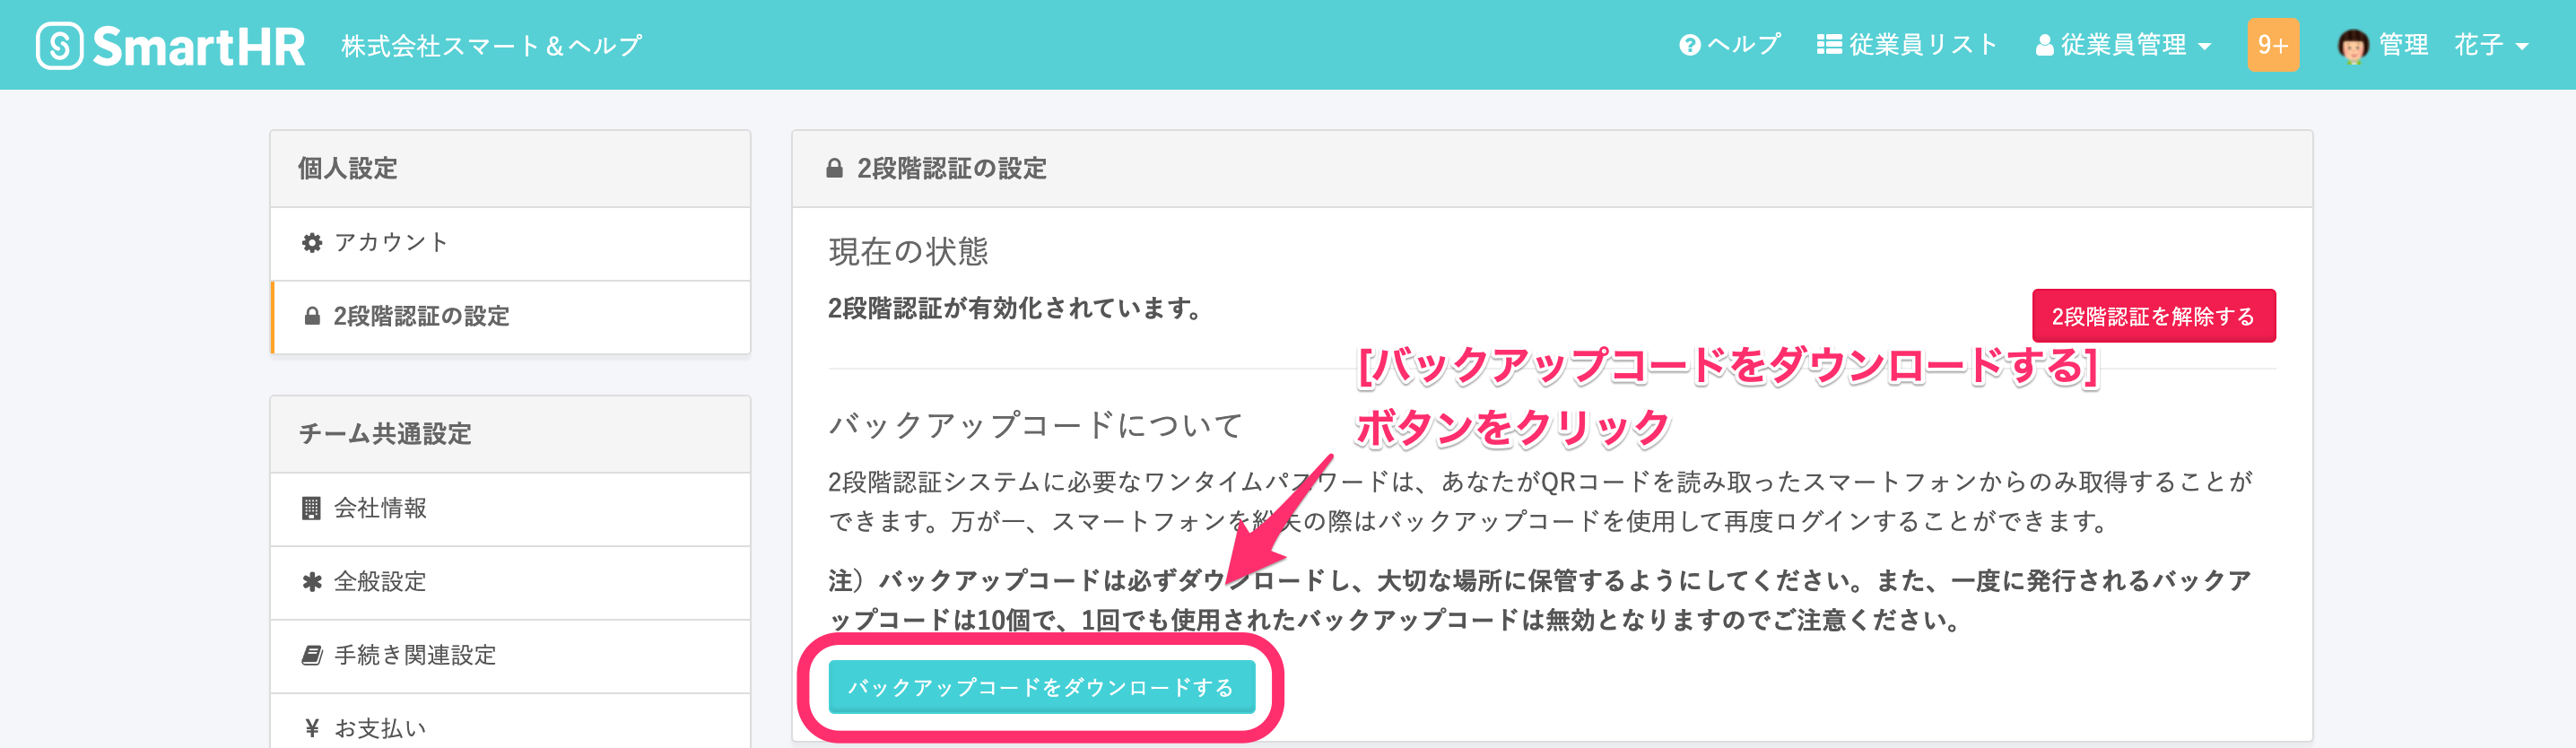 SmartHR 株式会社スマート＆ヘルプ ヘルプ 従業員リスト 従業員管理 9+ 管理 花子
個人設定
アカウント
2段階認証の設定
チーム共通設定
会社情報
全般設定
手続き関連設定
お支払い
2段階認証の設定
現在の状態
2段階認証が有効化されています。
2段階認証を解除する
[バックアップコードをダウンロードする]
ボタンをクリック
バックアップコードについて
2段階認証システムに必要なワンタイムパスワードは、あなたがQRコードを読み取ったスマートフォンからのみ取得することが
できます。万が一、スマートフォンを紛失の際はバックアップコードを使用して再度ログインすることができます。
注）バックアップコードは必ずダウンロードし、大切な場所に保管するようにしてください。また、一度に発行されるバックア
ップコードは10個で、1回でも使用されたバックアップコードは無効となりますのでご注意ください。
バックアップコードをダウンロードする